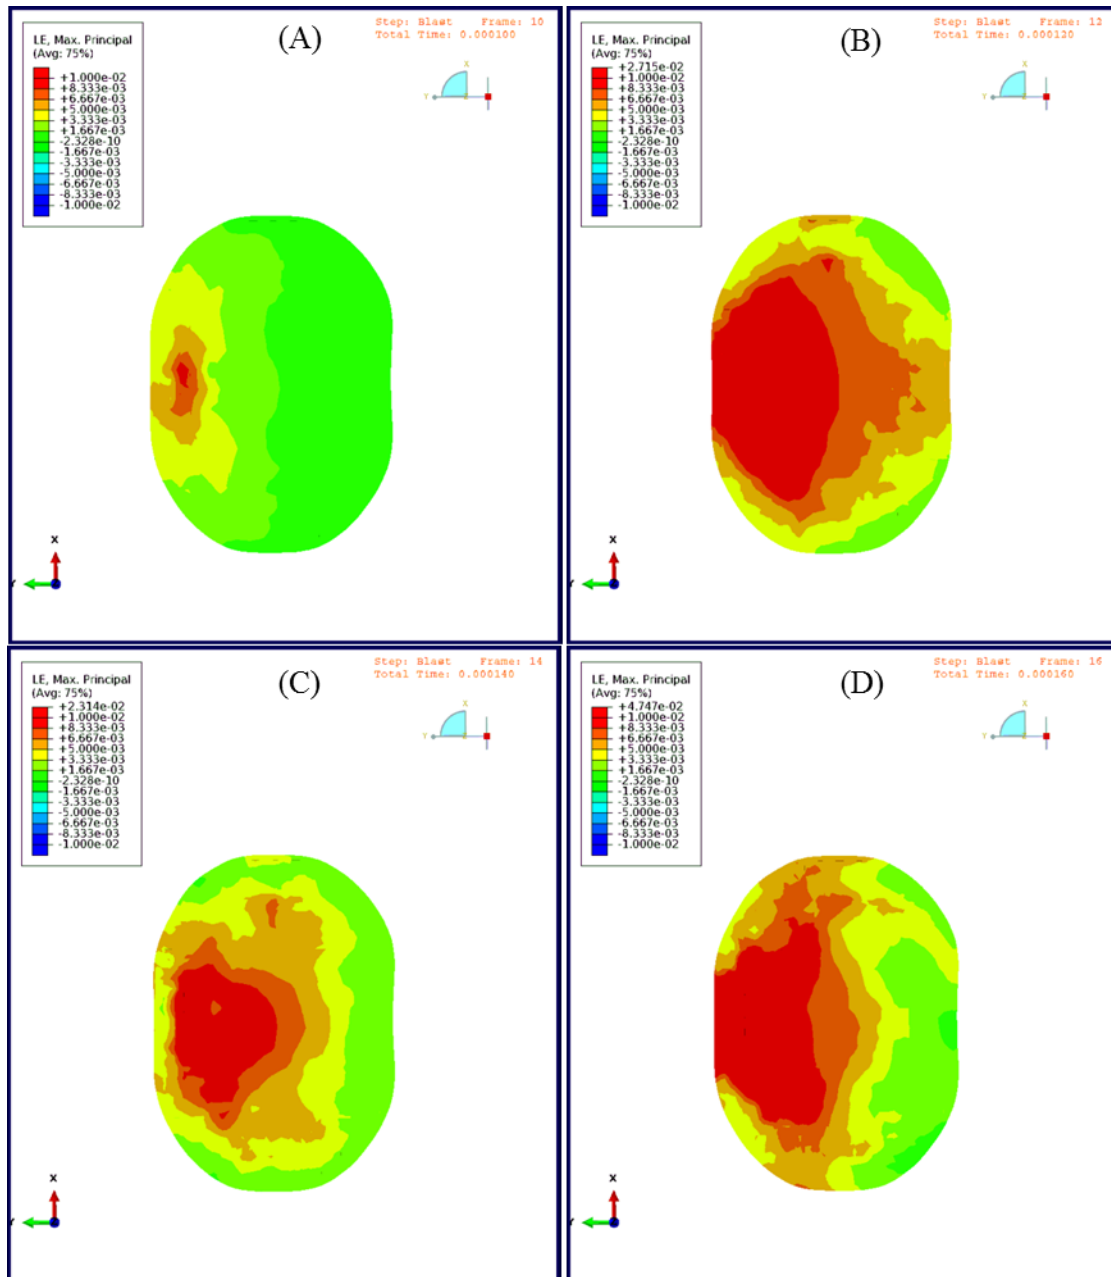 (A)
Step: Blast Frame: 10
Total Time: 0.000100
LE, Max. Principal
(Avg: 75%)
+1.000e-02
+8.333e-03
+6.667e-03
+5.000e-03
+3.333e-03
+1.667e-03
-2.328e-10
-1.667e-03
-3.333e-03
-5.000e-03
-6.667e-03
-8.333e-03
-1.000e-02
X
Y
X
Y
(B)
Step: Blast Frame: 12
Total Time: 0.000120
LE, Max. Principal
(Avg: 75%)
+2.715e-02
+1.000e-02
+8.333e-03
+6.667e-03
+5.000e-03
+3.333e-03
+1.667e-03
-2.328e-10
-1.667e-03
-3.333e-03
-5.000e-03
-6.667e-03
-8.333e-03
-1.000e-02
X
Y
X
Y
(C)
Step: Blast Frame: 14
Total Time: 0.000140
LE, Max. Principal
(Avg: 75%)
+2.314e-02
+1.000e-02
+8.333e-03
+6.667e-03
+5.000e-03
+3.333e-03
+1.667e-03
-2.328e-10
-1.667e-03
-3.333e-03
-5.000e-03
-6.667e-03
-8.333e-03
-1.000e-02
X
Y
X
Y
(D)
Step: Blast Frame: 16
Total Time: 0.000160
LE, Max. Principal
(Avg: 75%)
+4.747e-02
+1.000e-02
+8.333e-03
+6.667e-03
+5.000e-03
+3.333e-03
+1.667e-03
-2.328e-10
-1.667e-03
-3.333e-03
-5.000e-03
-6.667e-03
-8.333e-03
-1.000e-02
X
Y
X
Y